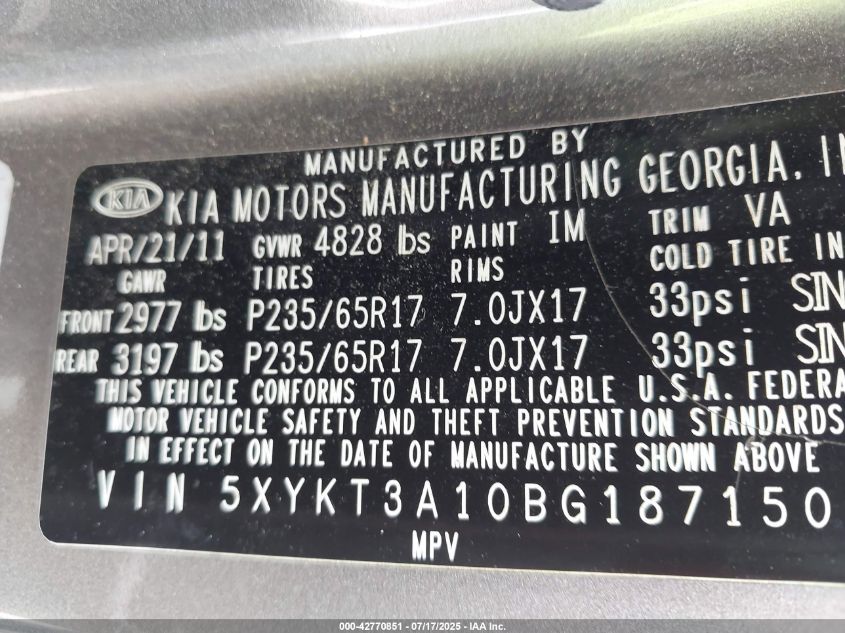 MANUFACTURED BY
KIA KIA MOTORS MANUFACTURING GEORGIA, IN
APR/21/11 GVWR 4828 lbs PAINT IM TRIM VA
GAWR TIRES RIMS COLD TIRE IN
FRONT 2977 lbs P235/65R17 7.0JX17 33psi SIN
REAR 3197 lbs P235/65R17 7.0JX17 33psi SIN
THIS VEHICLE CONFORMS TO ALL APPLICABLE U.S.A. FEDERA
MOTOR VEHICLE SAFETY AND THEFT PREVENTION STANDARDS
IN EFFECT ON THE DATE OF MANUFACTURE SHOWN ABOVE
VIN 5XYKT3A10BG187150
MPV
000-42770851 | 07/17/2025 - IAA Inc.